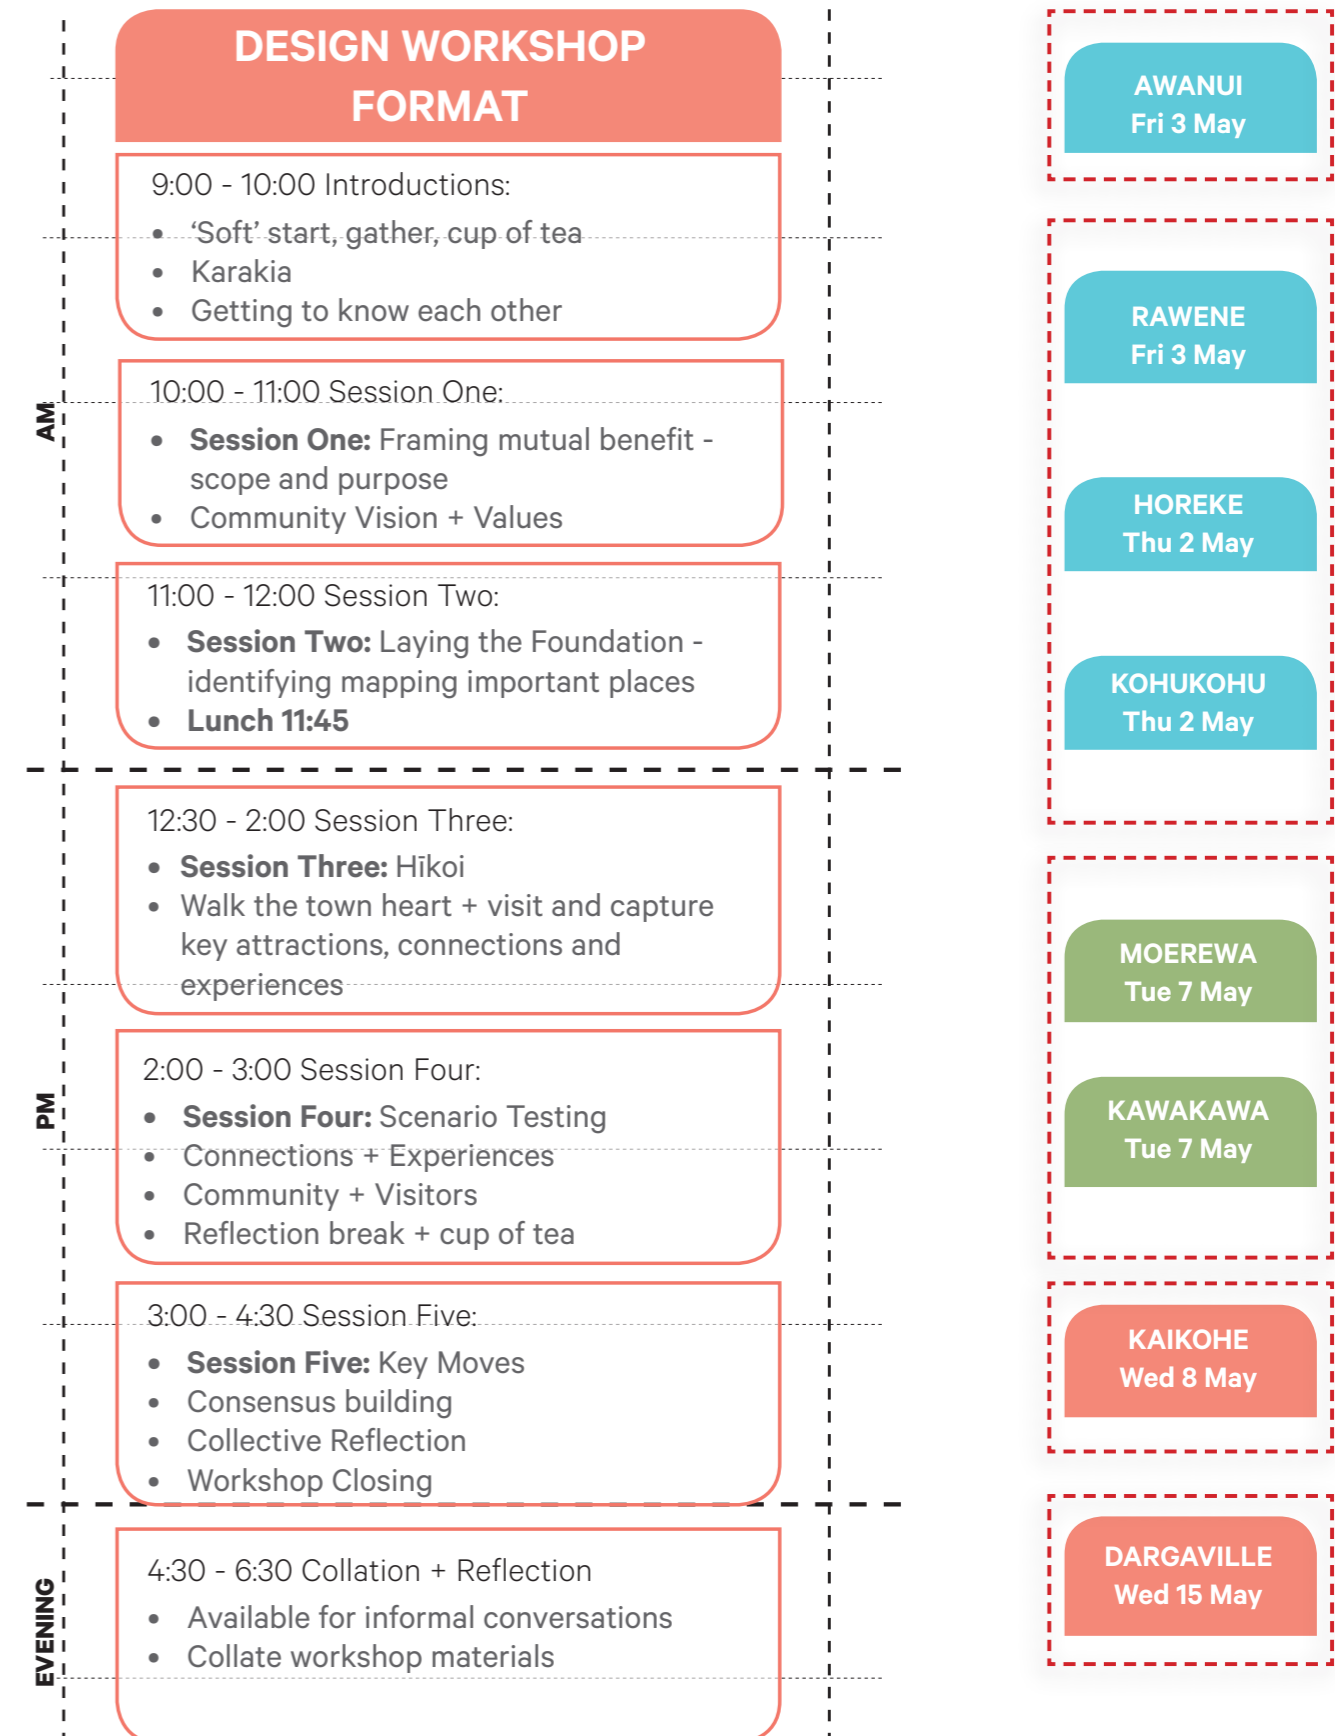 DESIGN WORKSHOP
FORMAT
9:00 - 10:00 Introductions:
• ‘Soft’ start, gather, cup of tea
• Karakia
• Getting to know each other
AM
10:00 - 11:00 Session One:
• Session One: Framing mutual benefit -
scope and purpose
• Community Vision + Values
11:00 - 12:00 Session Two:
• Session Two: Laying the Foundation -
identifying mapping important places
• Lunch 11:45
12:30 - 2:00 Session Three:
• Session Three: Hīkoi
• Walk the town heart + visit and capture
key attractions, connections and
experiences
PM
2:00 - 3:00 Session Four:
• Session Four: Scenario Testing
• Connections + Experiences
• Community + Visitors
• Reflection break + cup of tea
3:00 - 4:30 Session Five:
• Session Five: Key Moves
• Consensus building
• Collective Reflection
• Workshop Closing
EVENING
4:30 - 6:30 Collation + Reflection
• Available for informal conversations
• Collate workshop materials
AWANUI
Fri 3 May
RAWENE
Fri 3 May
HOREKE
Thu 2 May
KOHUKOHU
Thu 2 May
MOEREWA
Tue 7 May
KAWAKAWA
Tue 7 May
KAIKOHE
Wed 8 May
DARGAVILLE
Wed 15 May